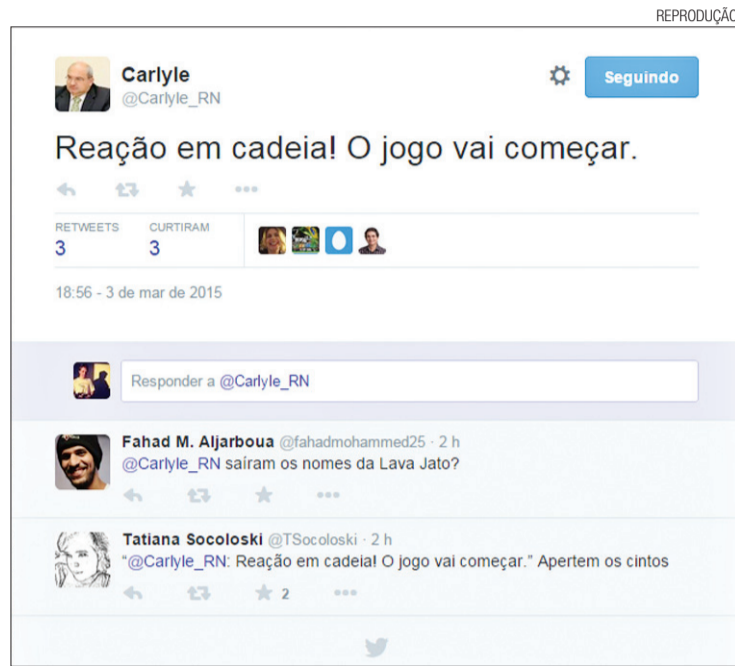 REPRODUÇÃO
Carlyle
@Carlyle_RN
Seguindo
Reação em cadeia! O jogo vai começar.
RETWEETS
3
CURTIRAM
3
18:56 - 3 de mar de 2015
Responder a @Carlyle_RN
Fahad M. Aljarboua @fahadmohammed25 · 2 h
@Carlyle_RN saíram os nomes da Lava Jato?
Tatiana Socoloski @TSocoloski · 2 h
“@Carlyle_RN: Reação em cadeia! O jogo vai começar.” Apertem os cintos
2